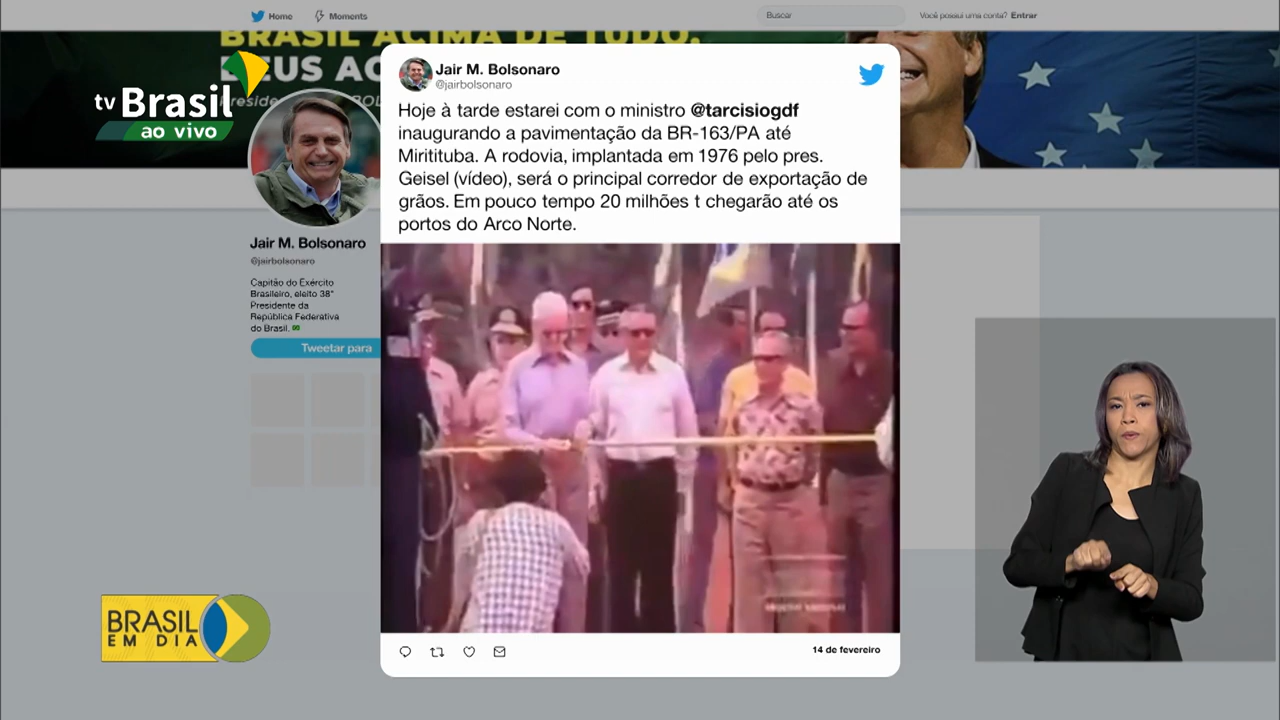 Home
Moments
Buscar
Você possui uma conta? Entrar
BRASIL ACIMA DE TUDO,
tv Brasil
ao vivo
Jair M. Bolsonaro
@jairbolsonaro
Hoje à tarde estarei com o ministro @tarcisiogdf
inaugurando a pavimentação da BR-163/PA até
Miritituba. A rodovia, implantada em 1976 pelo pres.
Geisel (vídeo), será o principal corredor de exportação de
grãos. Em pouco tempo 20 milhões t chegarão até os
portos do Arco Norte.
Jair M. Bolsonaro
@jairbolsonaro
Capitão do Exército
Brasileiro, eleito 38°
Presidente da
República Federativa
do Brasil.
Tweetar para
14 de fevereiro
BRASIL
EM DIA